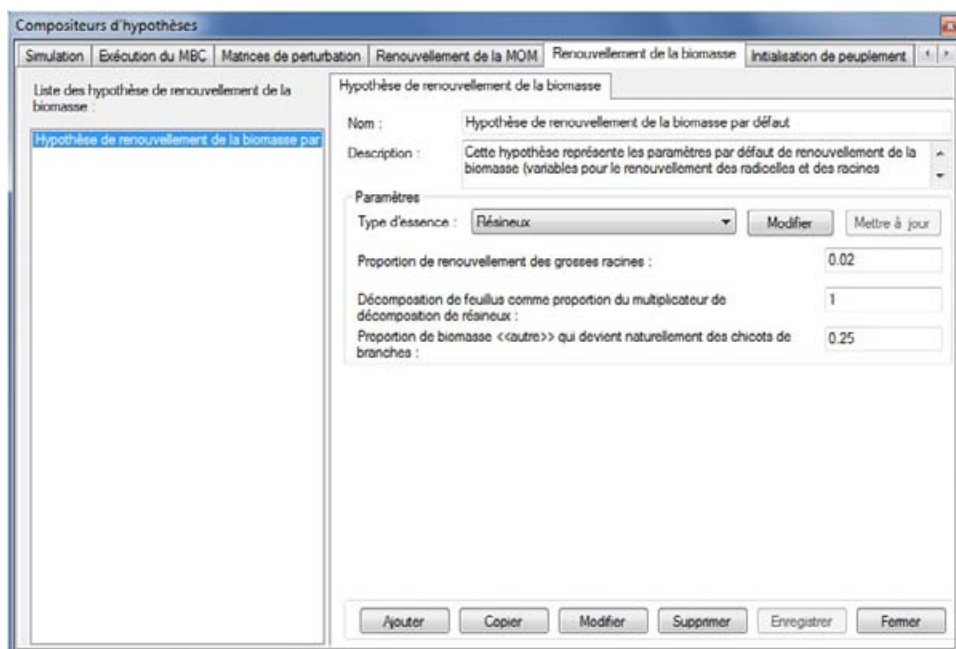 Compositeurs d'hypothèses
Simulation Exécution du MBC Matrices de perturbation Renouvellement de la MOM Renouvellement de la biomasse Initialisation de peuplement
Liste des hypothèse de renouvellement de la
biomasse :
Hypothèse de renouvellement de la biomasse par
Hypothèse de renouvellement de la biomasse
Nom : Hypothèse de renouvellement de la biomasse par défaut
Description : Cette hypothèse représente les paramètres par défaut de renouvellement de la
biomasse (variables pour le renouvellement des radicelles et des racines
Paramètres
Type d'essence : Résineux Modifier Mettre à jour
Proportion de renouvellement des grosses racines : 0.02
Décomposition de feuillus comme proportion du multiplicateur de
décomposition de résineux : 1
Proportion de biomasse <<autre>> qui devient naturellement des chicots de
branches : 0.25
Ajouter Copier Modifier Supprimer Enregistrer Fermer